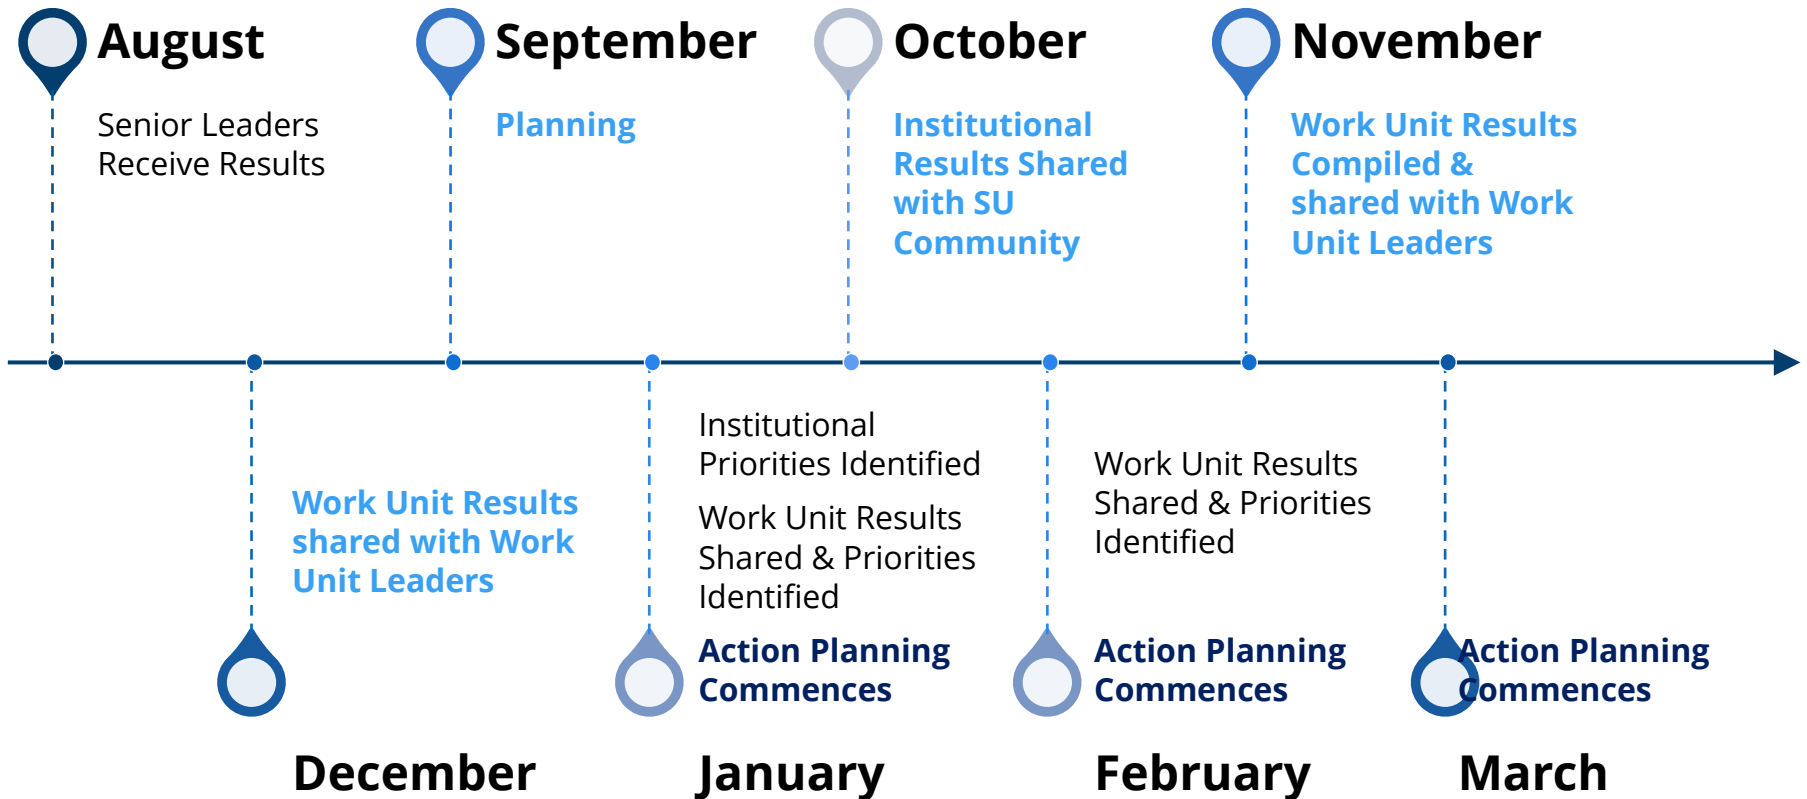 August
Senior Leaders
Receive Results
September
Planning
October
Institutional
Results Shared
with SU
Community
November
Work Unit Results
Compiled &
shared with Work
Unit Leaders
Work Unit Results
shared with Work
Unit Leaders
December
Institutional
Priorities Identified
Work Unit Results
Shared & Priorities
Identified
Action Planning
Commences
January
Work Unit Results
Shared & Priorities
Identified
Action Planning
Commences
February
Action Planning
Commences
March